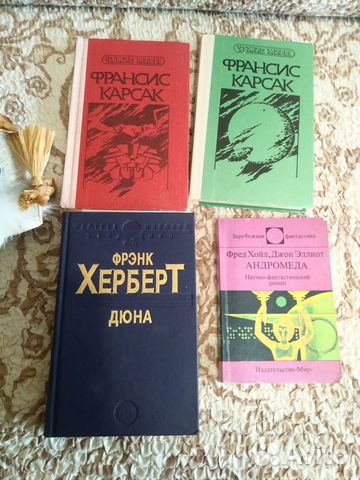 ЧУЖИЕ МИРЫ
ФРАНСИС
КАРСАК
ЧУЖИЕ МИРЫ
ФРАНСИС
КАРСАК
ФРЭНК
ХЕРБЕРТ
ДЮНА
Зарубежная фантастика
Фред Хойл, Джон Эллиот
АНДРОМЕДА
Научно-фантастический
роман
Издательство «Мир»
Avito